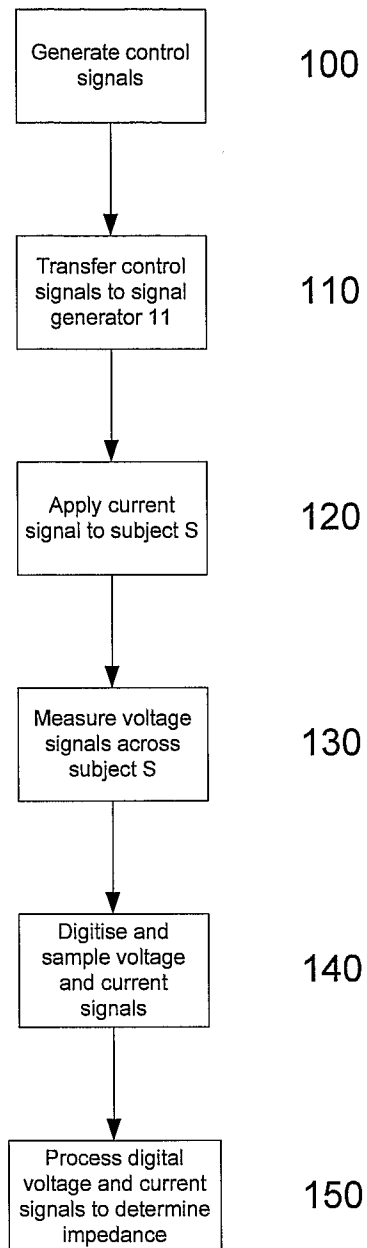 Generate control
signals
100
Transfer control
signals to signal
generator 11
110
Apply current
signal to subject S
120
Measure voltage
signals across
subject S
130
Digitise and
sample voltage
and current
signals
140
Process digital
voltage and current
signals to determine
impedance
150